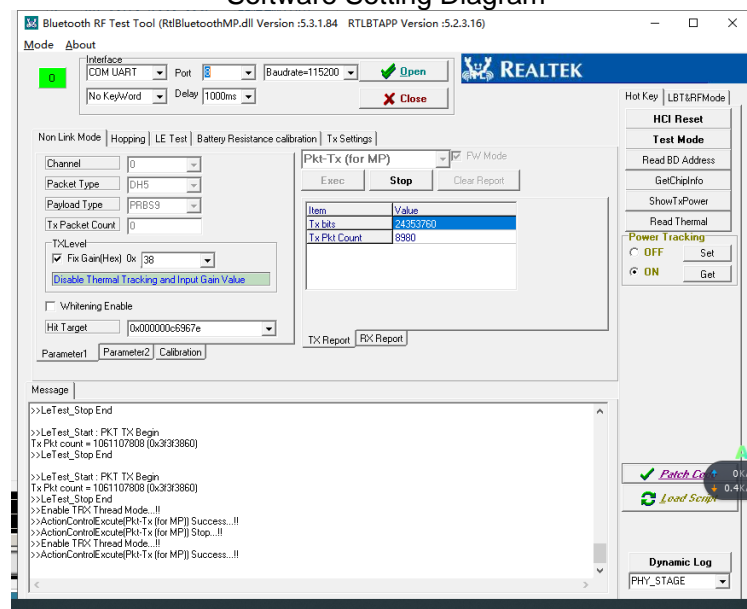 Software Setting Diagram
Bluetooth RF Test Tool (RtlBluetoothMP.dll Version :5.3.1.84 RTLBTAPP Version :5.2.3.16)
Mode About
Interface
COM UART Port 8 Baudrate=115200 Open
0
No KeyWord Delay 1000ms Close
REALTEK
Hot Key LBT&RFMode
HCI Reset
Test Mode
Read BD Address
GetChipInfo
ShowTxPower
Read Thermal
Power Tracking
OFF Set
ON Get
Non Link Mode Hopping LE Test Battery Resistance calibration Tx Settings
Channel 0
Packet Type DH5
Payload Type PRBS9
Tx Packet Count 0
TXLevel
Fix Gain(Hex) 0x 38
Disable Thermal Tracking and Input Gain Value
Whitening Enable
Hit Target 0x000000c6967e
Parameter1 Parameter2 Calibration
Pkt-Tx (for MP) FW Mode
Exec Stop Clear Report
Item Value
Tx bits 24353760
Tx Pkt Count 8980
TX Report RX Report
Message
>>LeTest_Stop End
>>LeTest_Start : PKT TX Begin
Tx Pkt count = 1061107808 (0x3f3f3860)
>>LeTest_Stop End
>>LeTest_Start : PKT TX Begin
Tx Pkt count = 1061107808 (0x3f3f3860)
>>LeTest_Stop End
>>Enable TRX Thread Mode...!!
>>ActionControlExcute(Pkt-Tx (for MP)) Success...!!
>>ActionControlExcute(Pkt-Tx (for MP)) Stop...!!
>>Enable TRX Thread Mode...!!
>>ActionControlExcute(Pkt-Tx (for MP)) Success...!!
Patch
0K/
0.4K/
Load
Dynamic Log
PHY_STAGE